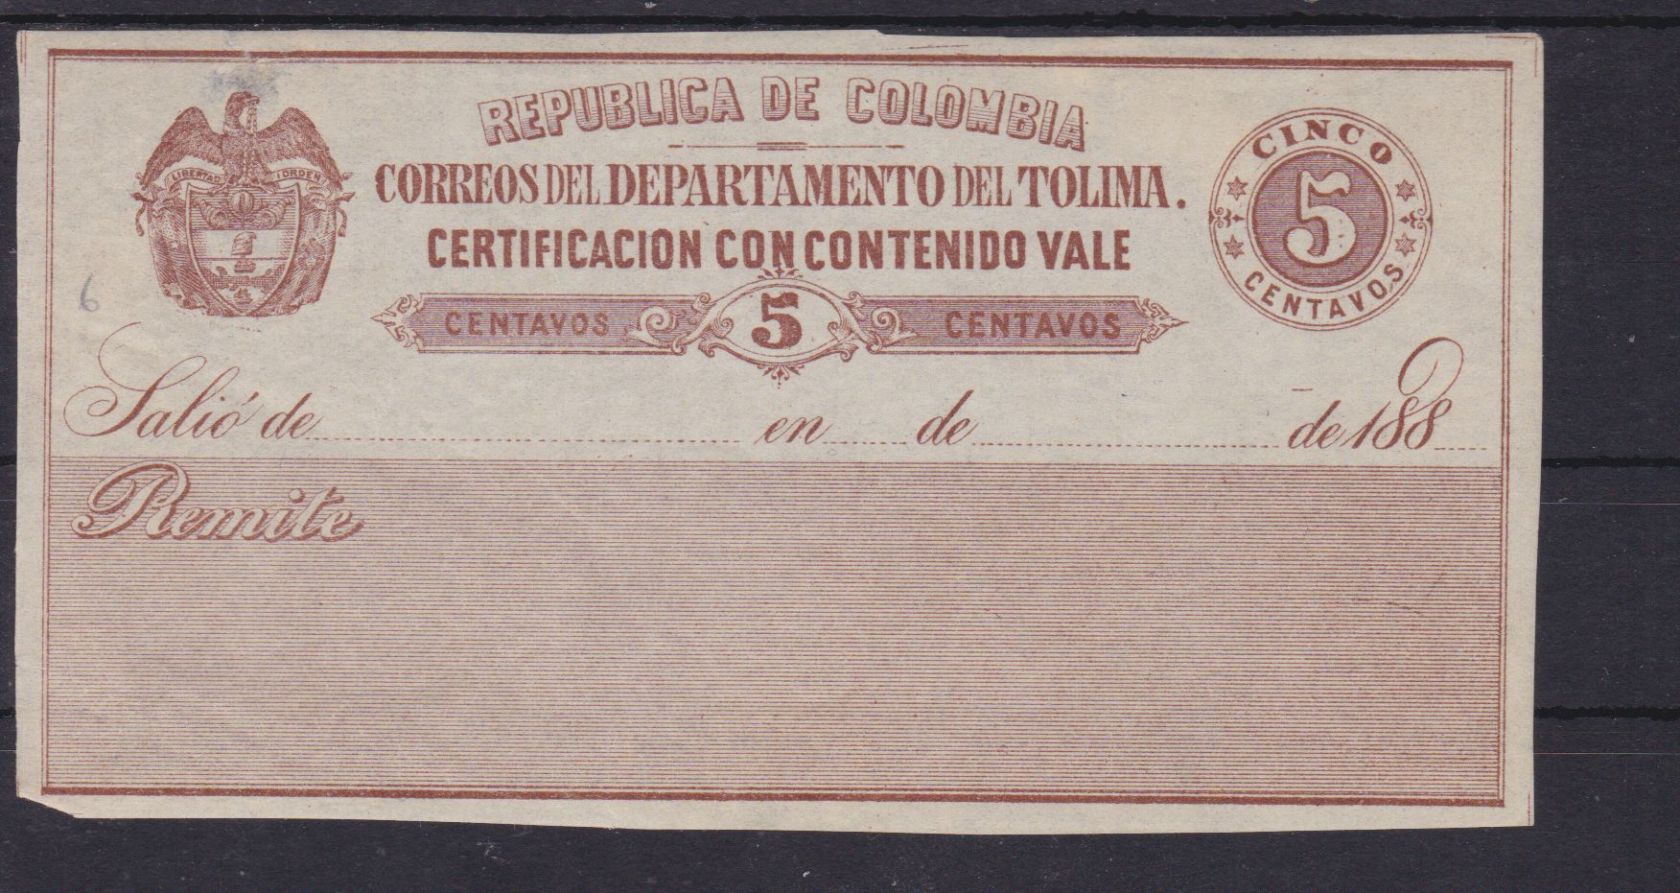 REPUBLICA DE COLOMBIA
LIBERTAD Y ORDEN
CORREOS DEL DEPARTAMENTO DEL TOLIMA.
CERTIFICACION CON CONTENIDO VALE
CENTAVOS 5 CENTAVOS
CINCO
5
CENTAVOS
6
Salió de en de de 188
Remite